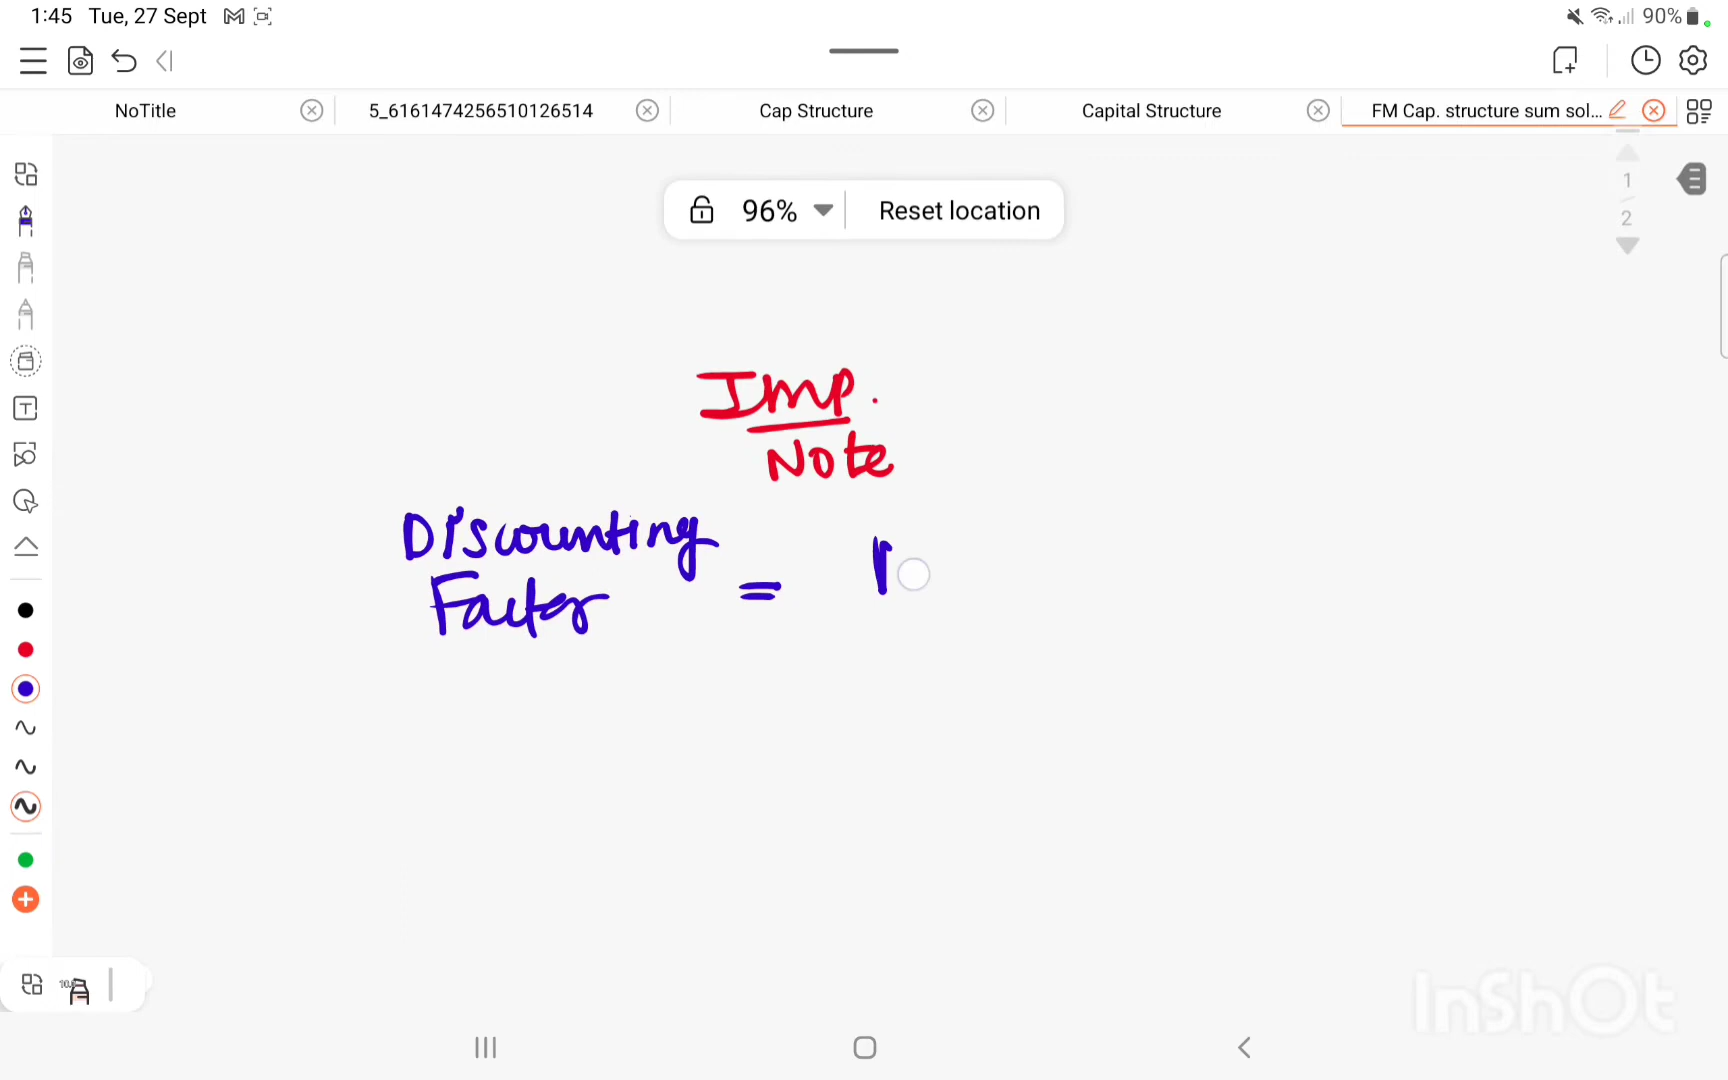 1:45 Tue, 27 Sept 90%
NoTitle 5_6161474256510126514 Cap Structure Capital Structure FM Cap. structure sum sol...
96% Reset location
1
2
Imp.
Note
Discounting
Factor =
InShOt